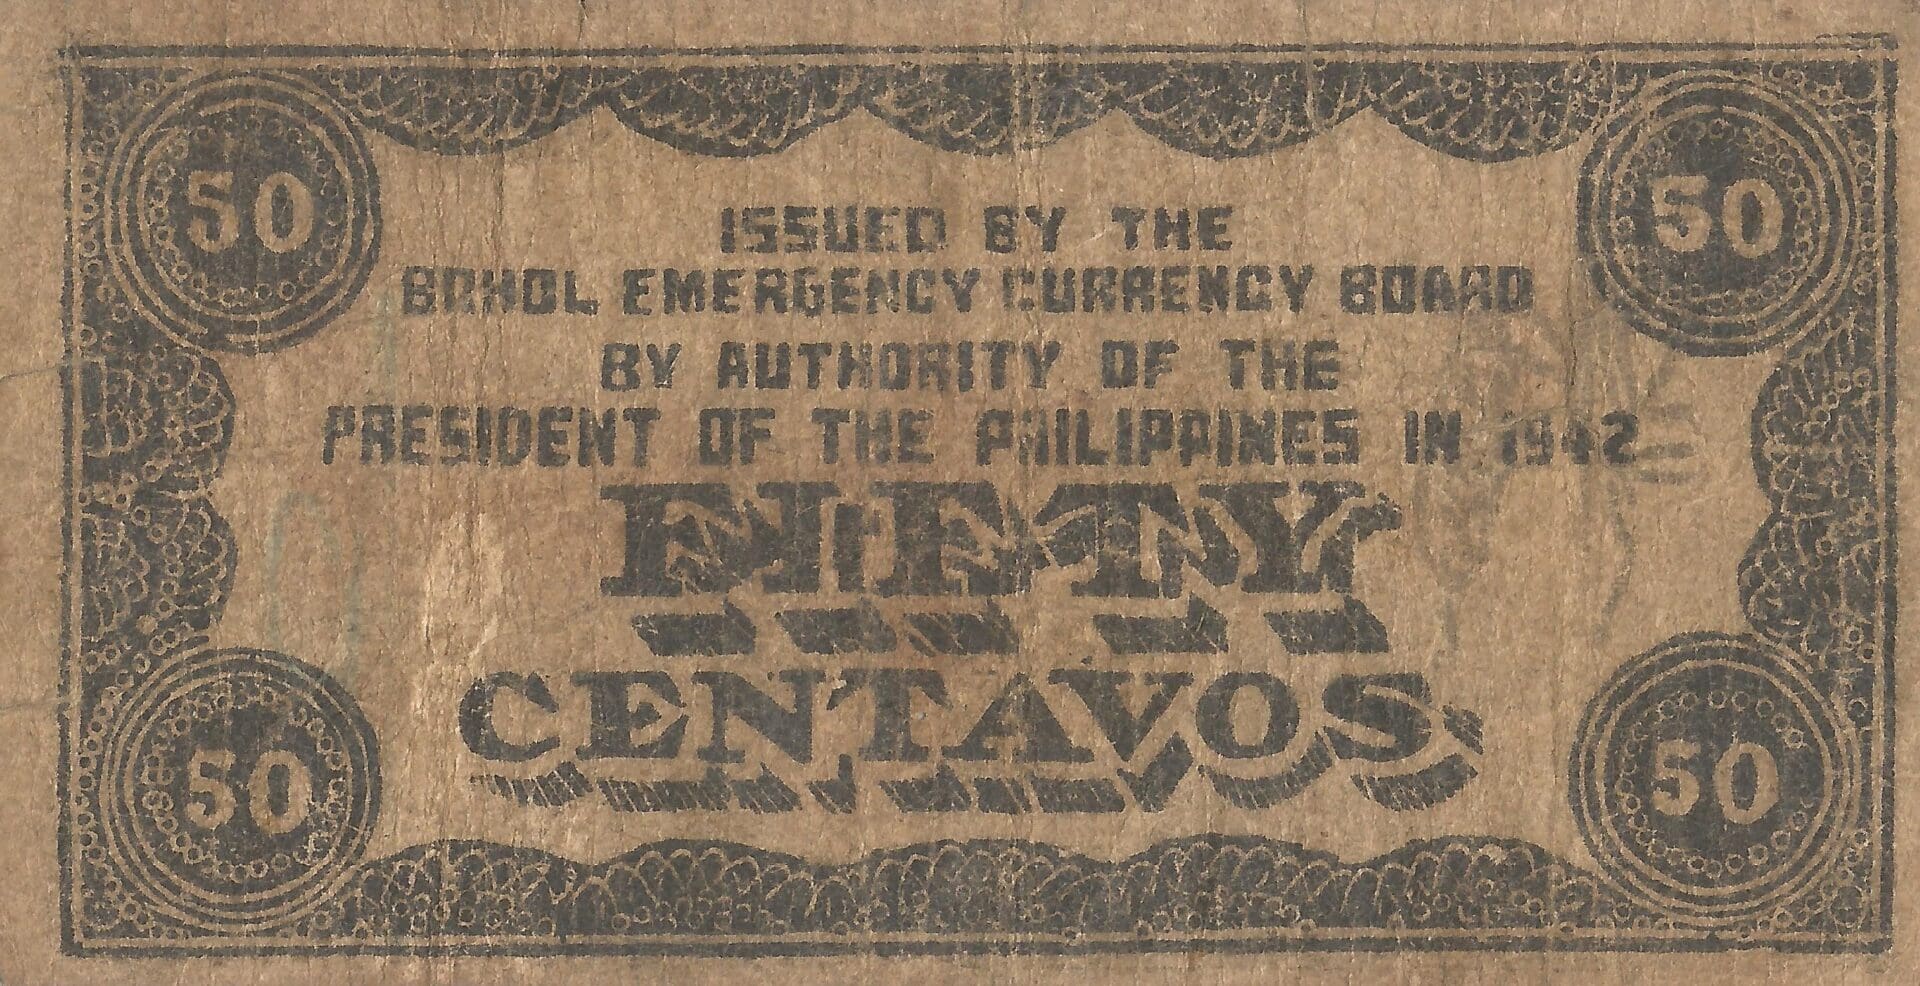 50 50
ISSUED BY THE
BOHOL EMERGENCY CURRENCY BOARD
BY AUTHORITY OF THE
PRESIDENT OF THE PHILIPPINES IN 1942
FIFTY
CENTAVOS
50 50